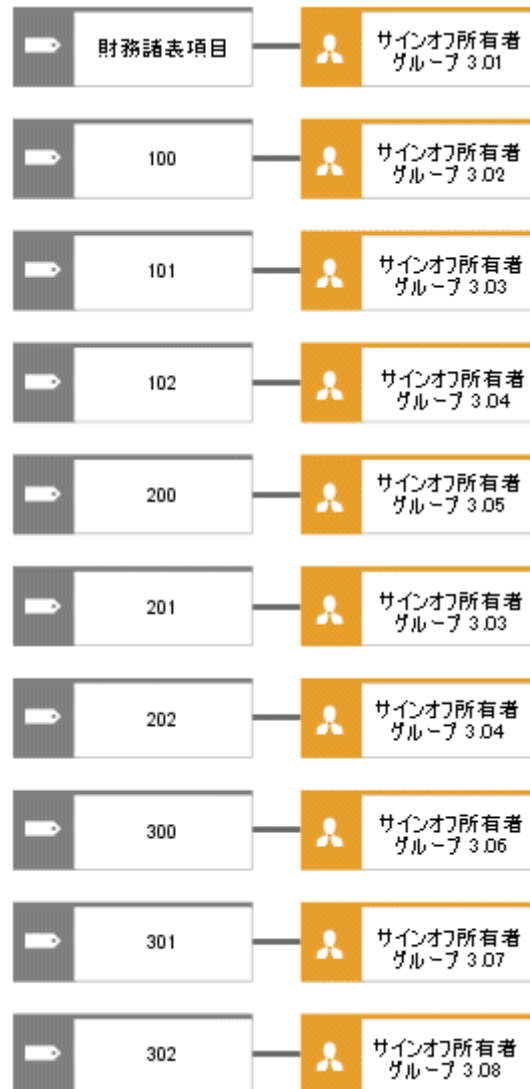 財務諸表項目
サインオフ所有者
グループ 3.01
100
サインオフ所有者
グループ 3.02
101
サインオフ所有者
グループ 3.03
102
サインオフ所有者
グループ 3.04
200
サインオフ所有者
グループ 3.05
201
サインオフ所有者
グループ 3.03
202
サインオフ所有者
グループ 3.04
300
サインオフ所有者
グループ 3.06
301
サインオフ所有者
グループ 3.07
302
サインオフ所有者
グループ 3.08